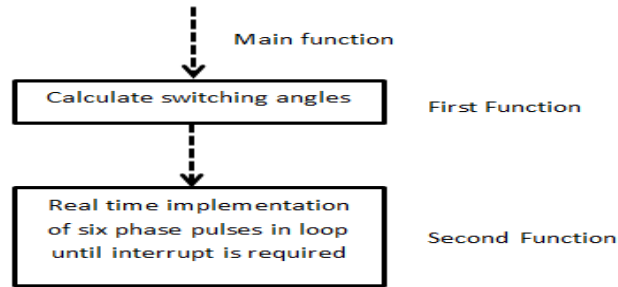 Main function
Calculate switching angles
First Function
Real time implementation
of six phase pulses in loop
until interrupt is required
Second Function